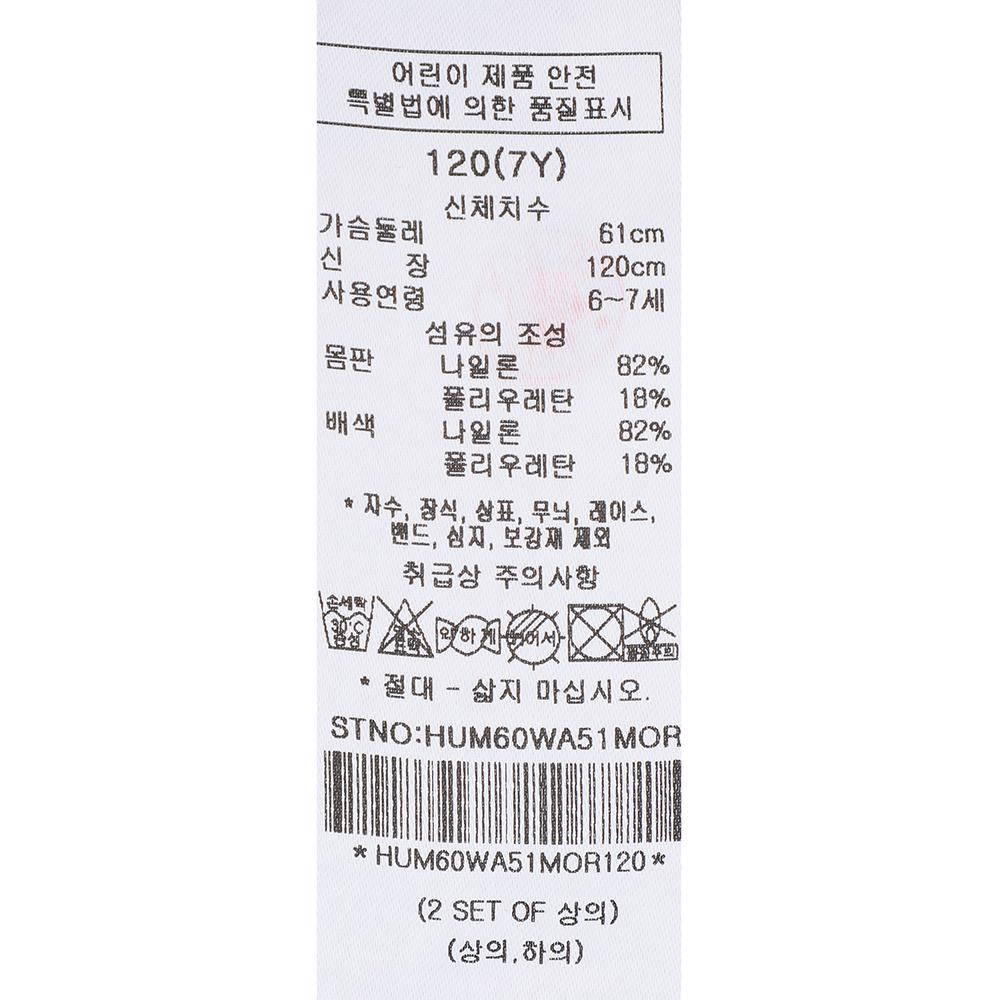 어린이 제품 안전
특별법에 의한 품질표시
120(7Y)
신체치수
가슴둘레 61cm
신 장 120cm
사용연령 6~7세
섬유의 조성
몸판 나일론 82%
폴리우레탄 18%
배색 나일론 82%
폴리우레탄 18%
* 자수, 장식, 상표, 무늬, 레이스,
밴드, 심지, 보강재 제외
취급상 주의사항
손세탁
30°C
중성
약하게
* 절대 - 삶지 마십시오.
STNO:HUM60WA51MOR
*HUM60WA51MOR120*
(2 SET OF 상의)
(상의,하의)